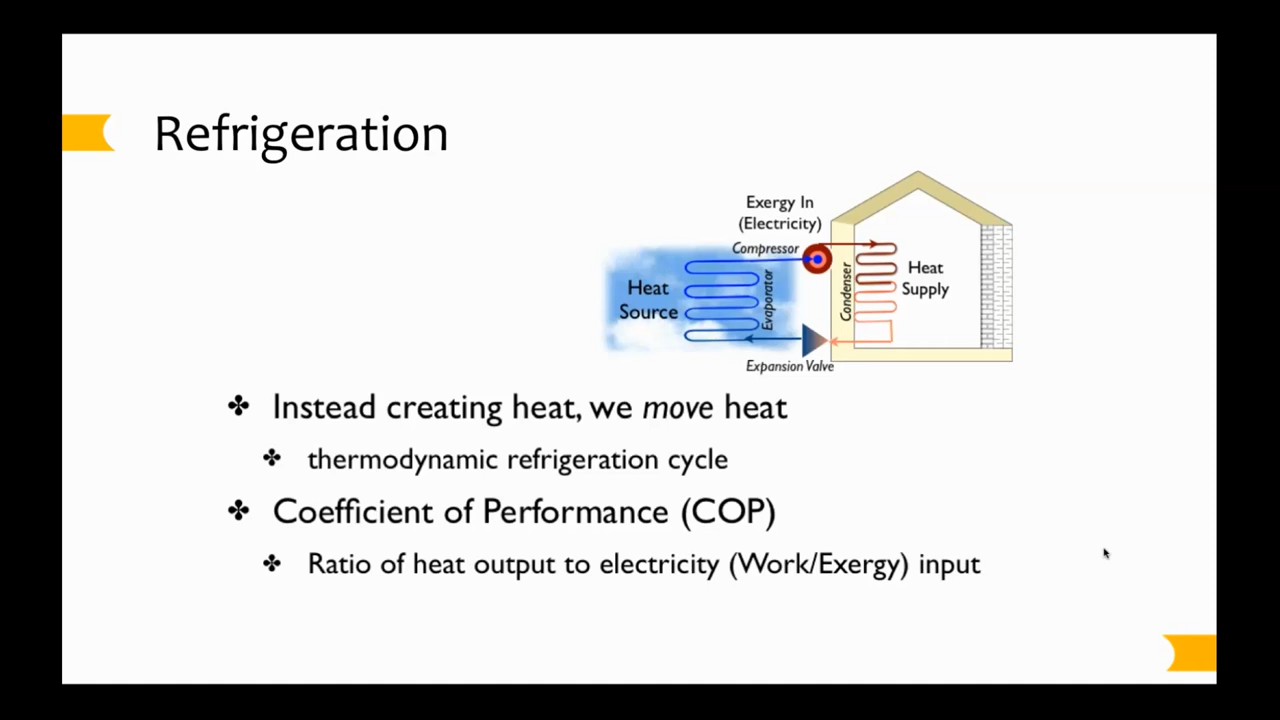 Refrigeration
Exergy In
(Electricity)
Compressor
Heat
Source
Evaporator
Condenser
Heat
Supply
Expansion Valve
Instead creating heat, we move heat
thermodynamic refrigeration cycle
Coefficient of Performance (COP)
Ratio of heat output to electricity (Work/Exergy) input